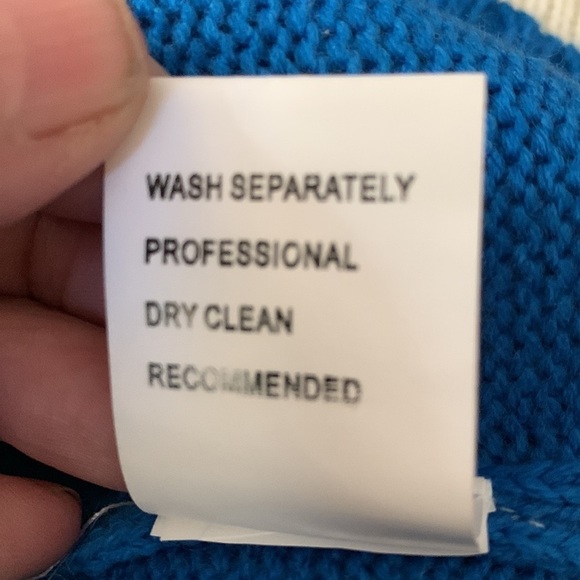 WASH SEPARATELY
PROFESSIONAL
DRY CLEAN
RECOMMENDED